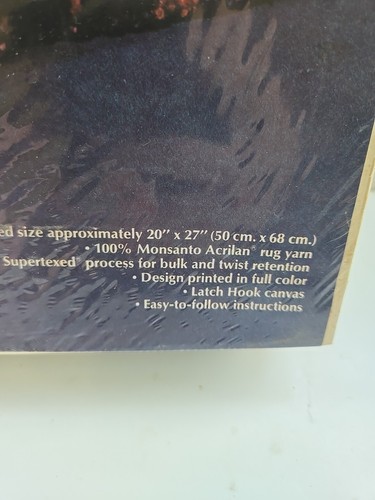 ed size approximately 20" x 27" (50 cm. x 68 cm.)
• 100% Monsanto Acrilan® rug yarn
Supertexed® process for bulk and twist retention
• Design printed in full color
• Latch Hook canvas
• Easy-to-follow instructions